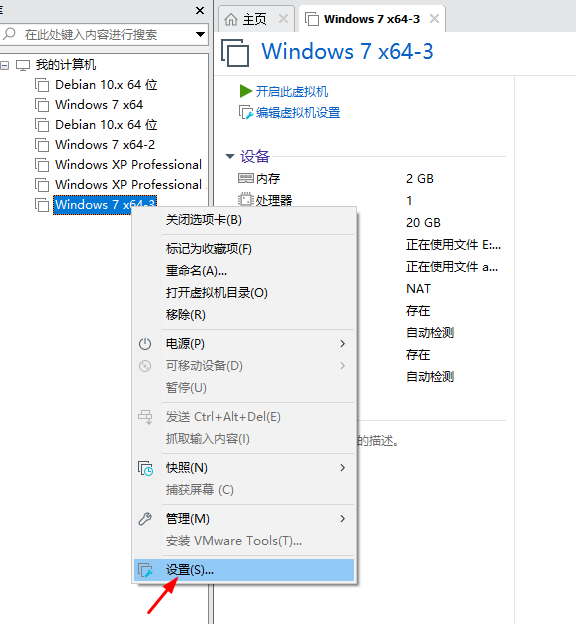 库
主页
Windows 7 x64-3
在此处键入内容进行搜索
Windows 7 x64-3
我的计算机
Debian 10.x 64 位
Windows 7 x64
Debian 10.x 64 位
Windows 7 x64-2
Windows XP Professional
Windows XP Professional .
Windows 7 x64-3
开启此虚拟机
编辑虚拟机设置
设备
内存
2 GB
处理器
1
20 GB
正在使用文件 E:...
正在使用文件 a...
NAT
存在
自动检测
存在
自动检测
的描述。
关闭选项卡(B)
标记为收藏项(F)
重命名(A)...
打开虚拟机目录(O)
移除(R)
电源(P)
可移动设备(D)
暂停(U)
发送 Ctrl+Alt+Del(E)
抓取输入内容(I)
快照(N)
捕获屏幕 (C)
管理(M)
安装 VMware Tools(T)...
设置(S)...